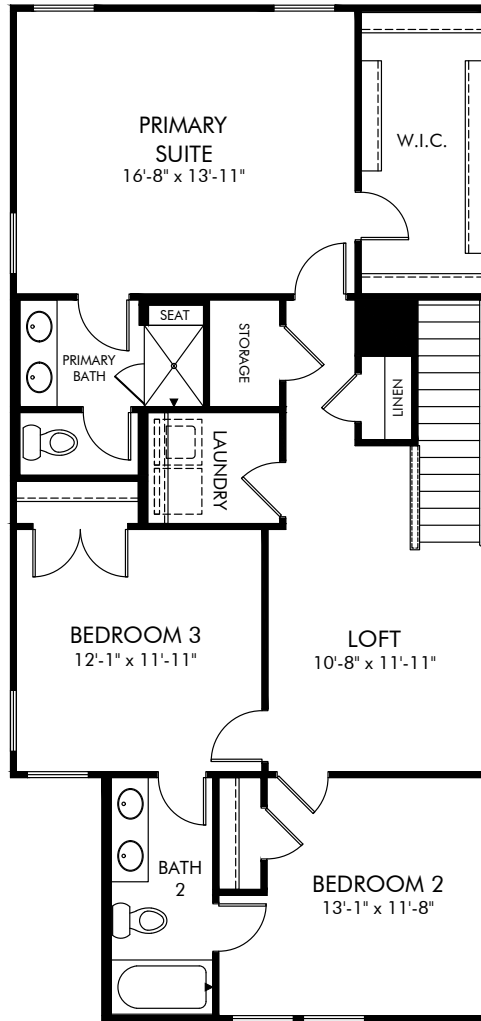 PRIMARY
SUITE
16'-8" x 13'-11"
W.I.C.
SEAT
STORAGE
PRIMARY
BATH
LINEN
LAUNDRY
BEDROOM 3
12'-1" x 11'-11"
LOFT
10'-8" x 11'-11"
BATH
2
BEDROOM 2
13'-1" x 11'-8"